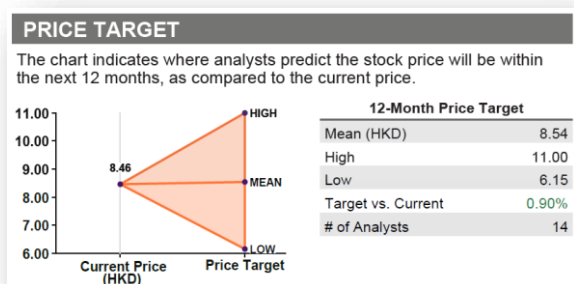 PRICE TARGET
The chart indicates where analysts predict the stock price will be within
the next 12 months, as compared to the current price.
11.00
10.00
9.00
8.00
7.00
6.00
8.46
HIGH
MEAN
LOW
Current Price
(HKD)
Price Target
12-Month Price Target
Mean (HKD) 8.54
High 11.00
Low 6.15
Target vs. Current 0.90%
# of Analysts 14